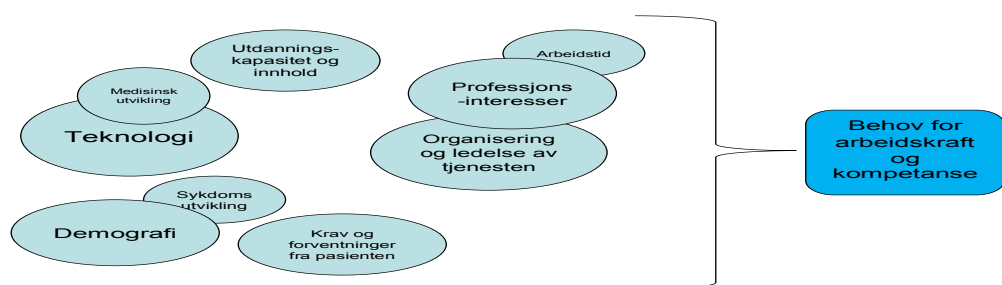 Utdannings-
kapasitet og
innhold
Arbeidstid
Medisinsk
utvikling
Teknologi
Professjons
-interesser
Organisering
og ledelse av
tjenesten
Behov for
arbeidskraft
og
kompetanse
Sykdoms
utvikling
Demografi
Krav og
forventninger
fra pasienten